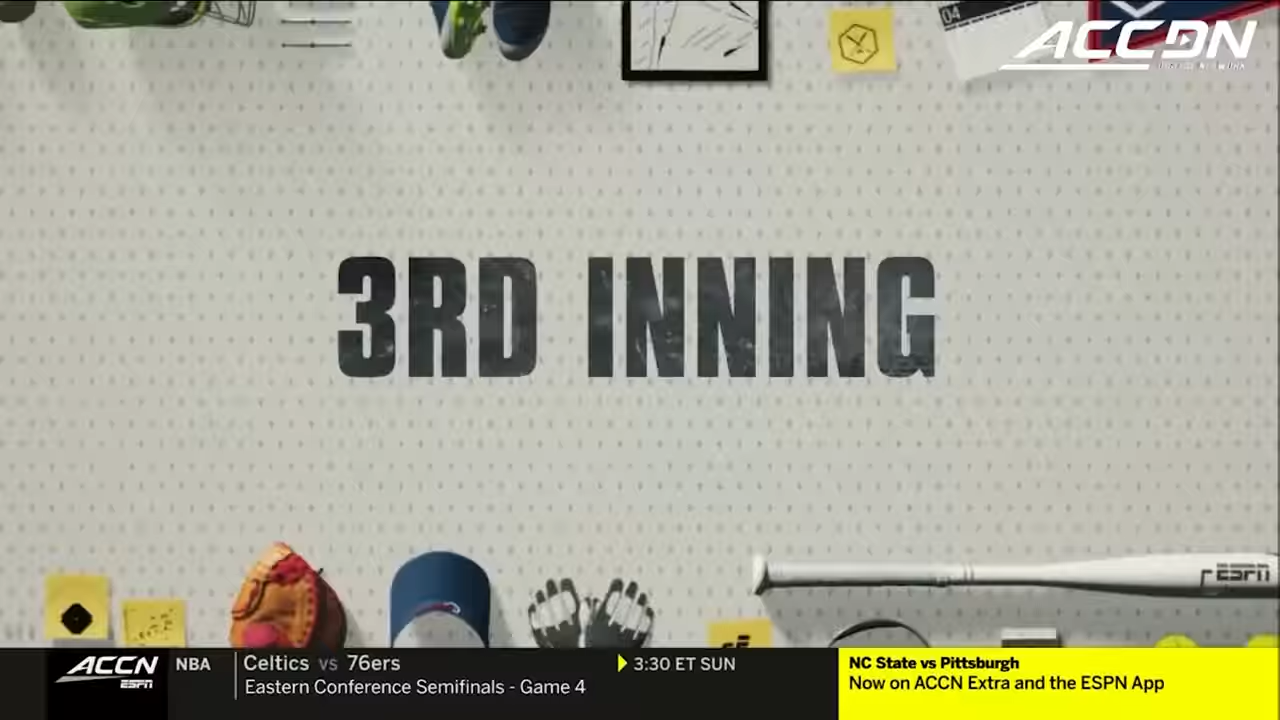 04
ACCDN
3RD INNING
ESPN
ACCN
ESPN
NBA
Celtics vs 76ers
3:30 ET SUN
Eastern Conference Semifinals - Game 4
NC State vs Pittsburgh
Now on ACCN Extra and the ESPN App